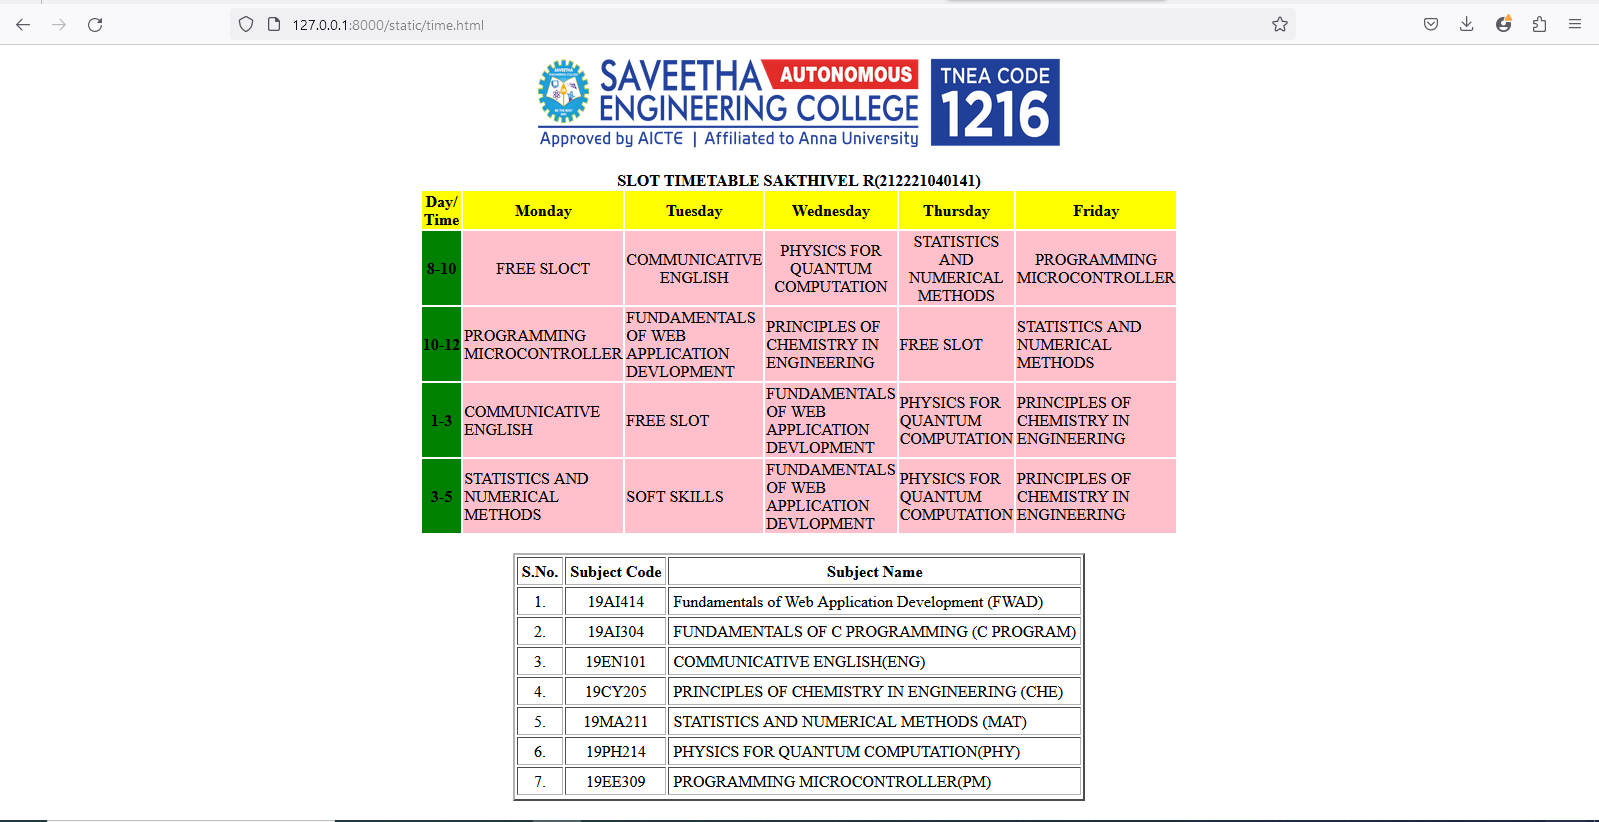 127.0.0.1:8000/static/time.html
SAVEETHA AUTONOMOUS
ENGINEERING COLLEGE
Approved by AICTE | Affiliated to Anna University
TNEA CODE
1216
SLOT TIMETABLE SAKTHIVEL R(212221040141)
Day/
Time
Monday
Tuesday
Wednesday
Thursday
Friday
8-10
FREE SLOCT
COMMUNICATIVE
ENGLISH
PHYSICS FOR
QUANTUM
COMPUTATION
STATISTICS
AND
NUMERICAL
METHODS
PROGRAMMING
MICROCONTROLLER
10-12
PROGRAMMING
MICROCONTROLLER
FUNDAMENTALS
OF WEB
APPLICATION
DEVLOPMENT
PRINCIPLES OF
CHEMISTRY IN
ENGINEERING
FREE SLOT
STATISTICS AND
NUMERICAL
METHODS
1-3
COMMUNICATIVE
ENGLISH
FREE SLOT
FUNDAMENTALS
OF WEB
APPLICATION
DEVLOPMENT
PHYSICS FOR
QUANTUM
COMPUTATION
PRINCIPLES OF
CHEMISTRY IN
ENGINEERING
3-5
STATISTICS AND
NUMERICAL
METHODS
SOFT SKILLS
FUNDAMENTALS
OF WEB
APPLICATION
DEVLOPMENT
PHYSICS FOR
QUANTUM
COMPUTATION
PRINCIPLES OF
CHEMISTRY IN
ENGINEERING
S.No. Subject Code Subject Name
1. 19AI414 Fundamentals of Web Application Development (FWAD)
2. 19AI304 FUNDAMENTALS OF C PROGRAMMING (C PROGRAM)
3. 19EN101 COMMUNICATIVE ENGLISH(ENG)
4. 19CY205 PRINCIPLES OF CHEMISTRY IN ENGINEERING (CHE)
5. 19MA211 STATISTICS AND NUMERICAL METHODS (MAT)
6. 19PH214 PHYSICS FOR QUANTUM COMPUTATION(PHY)
7. 19EE309 PROGRAMMING MICROCONTROLLER(PM)